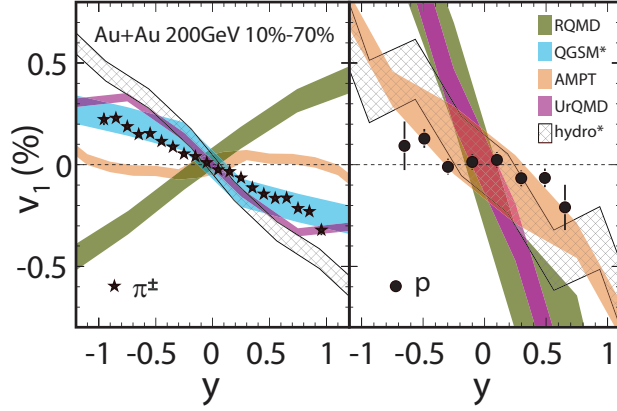 Au+Au 200GeV 10%-70%
RQMD
QGSM*
AMPT
UrQMD
hydro*
v₁ (%)
0.5
0
-0.5
π±
p
-1 -0.5 0 0.5 1
-1 -0.5 0 0.5 1
y
y